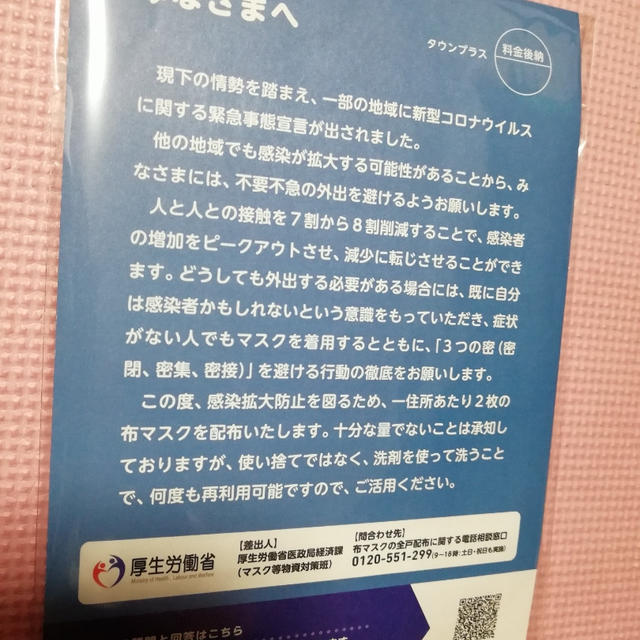 なさまへ
タウンプラス
料金後納
現下の情勢を踏まえ、一部の地域に新型コロナウイルス
に関する緊急事態宣言が出されました。
他の地域でも感染が拡大する可能性があることから、み
なさまには、不要不急の外出を避けるようお願いします。
人と人との接触を7割から8割削減することで、感染者
の増加をピークアウトさせ、減少に転じさせることができ
ます。どうしても外出する必要がある場合には、既に自分
は感染者かもしれないという意識をもっていただき、症状
がない人でもマスクを着用するとともに、「3つの密(密
閉、密集、密接)」を避ける行動の徹底をお願いします。
この度、感染拡大防止を図るため、一住所あたり2枚の
布マスクを配布いたします。十分な量でないことは承知し
ておりますが、使い捨てではなく、洗剤を使って洗うこと
で、何度も再利用可能ですので、ご活用ください。
厚生労働省
Ministry of Health, Labour and Welfare
【差出人】
厚生労働省医政局経済課
(マスク等物資対策班)
【問合わせ先】
布マスクの全戸配布に関する電話相談窓口
0120-551-299(9〜18時:土日・祝日も実施)
質問と回答はこちら